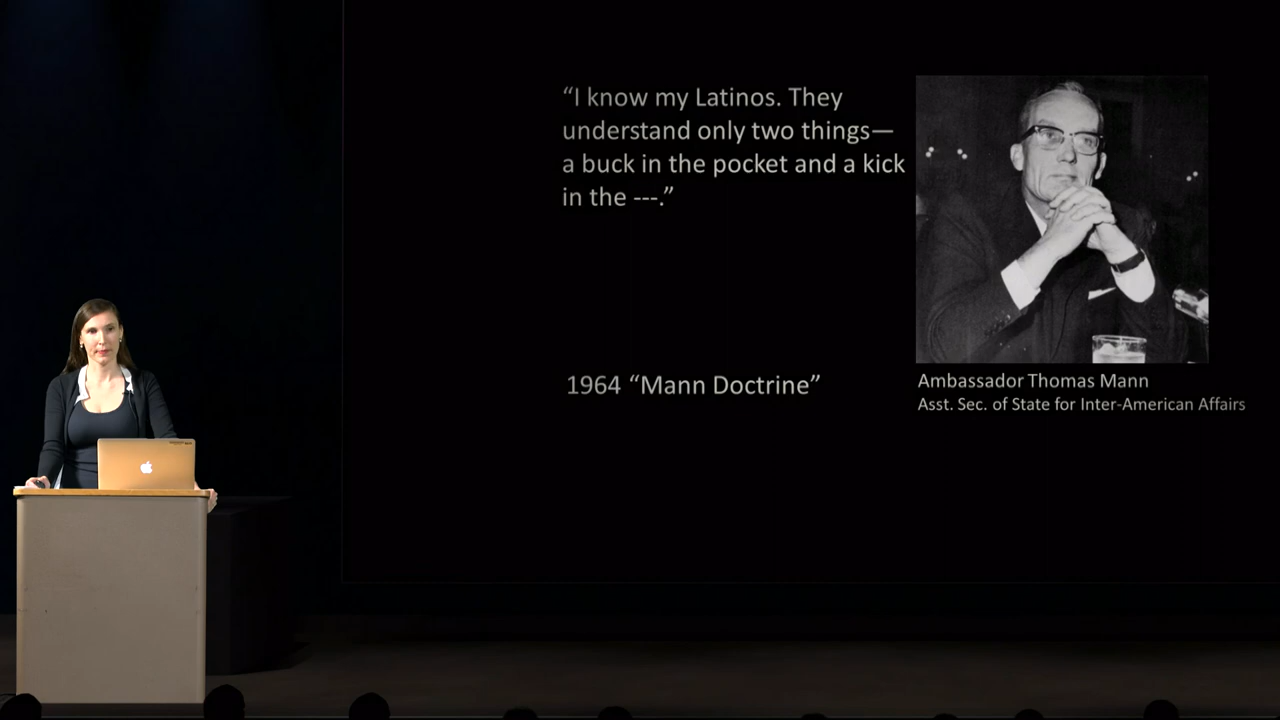 “I know my Latinos. They
understand only two things—
a buck in the pocket and a kick
in the ---.”
1964 “Mann Doctrine”
Ambassador Thomas Mann
Asst. Sec. of State for Inter-American Affairs